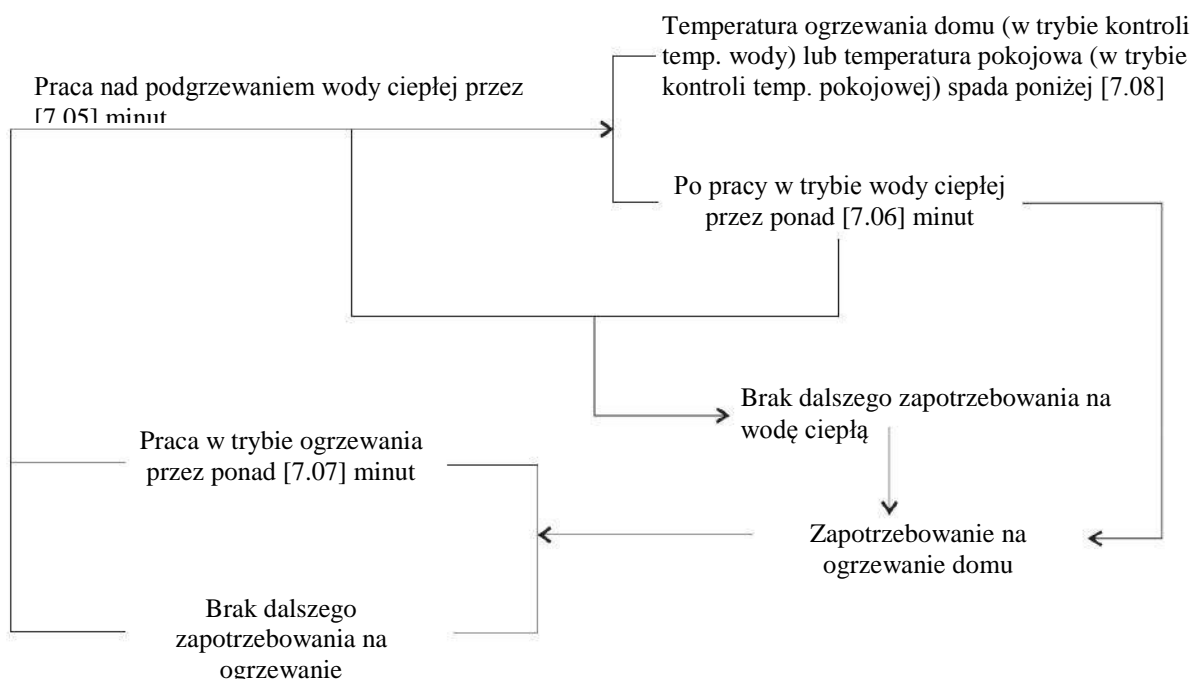 Temperatura ogrzewania domu (w trybie kontroli
temp. wody) lub temperatura pokojowa (w trybie
kontroli temp. pokojowej) spada poniżej [7.08]
Praca nad podgrzewaniem wody ciepłej przez
[7.05] minut
Po pracy w trybie wody ciepłej
przez ponad [7.06] minut
Brak dalszego zapotrzebowania na
wodę ciepłą
Praca w trybie ogrzewania
przez ponad [7.07] minut
Zapotrzebowanie na
ogrzewanie domu
Brak dalszego
zapotrzebowania na
ogrzewanie